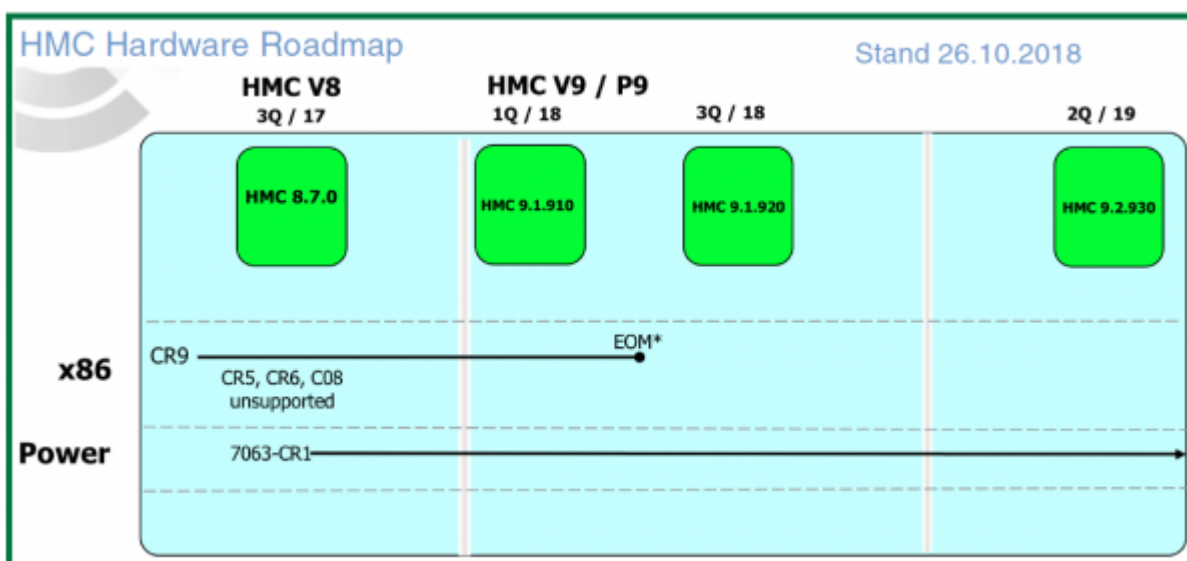 HMC Hardware Roadmap
Stand 26.10.2018
HMC V8
HMC V9 / P9
3Q / 17
1Q / 18
3Q / 18
2Q / 19
HMC 8.7.0
HMC 9.1.910
HMC 9.1.920
HMC 9.2.930
EOM*
x86
CR9
CR5, CR6, C08
unsupported
Power
7063-CR1